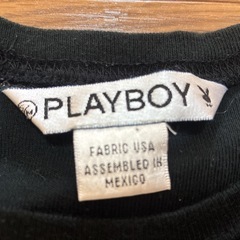 PLAYBOY
FABRIC USA
ASSEMBLED IN
MEXICO